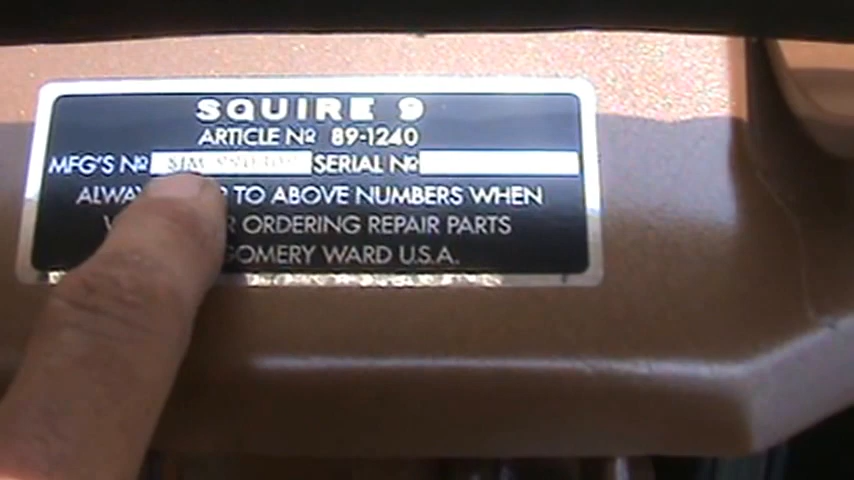 SQUIRE 9
ARTICLE Nº 89-1240
MFG'S Nº SERIAL Nº
TO ABOVE NUMBERS WHEN
ORDERING REPAIR PARTS
WARD U.S.A.